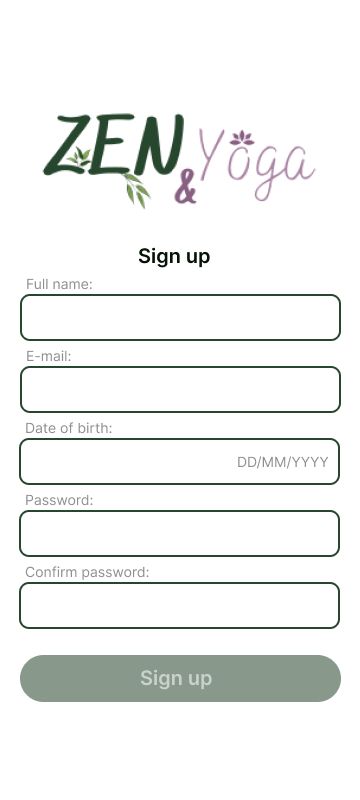 ZEN & Yoga
Sign up
Full name:
E-mail:
Date of birth:
DD/MM/YYYY
Password:
Confirm password:
Sign up